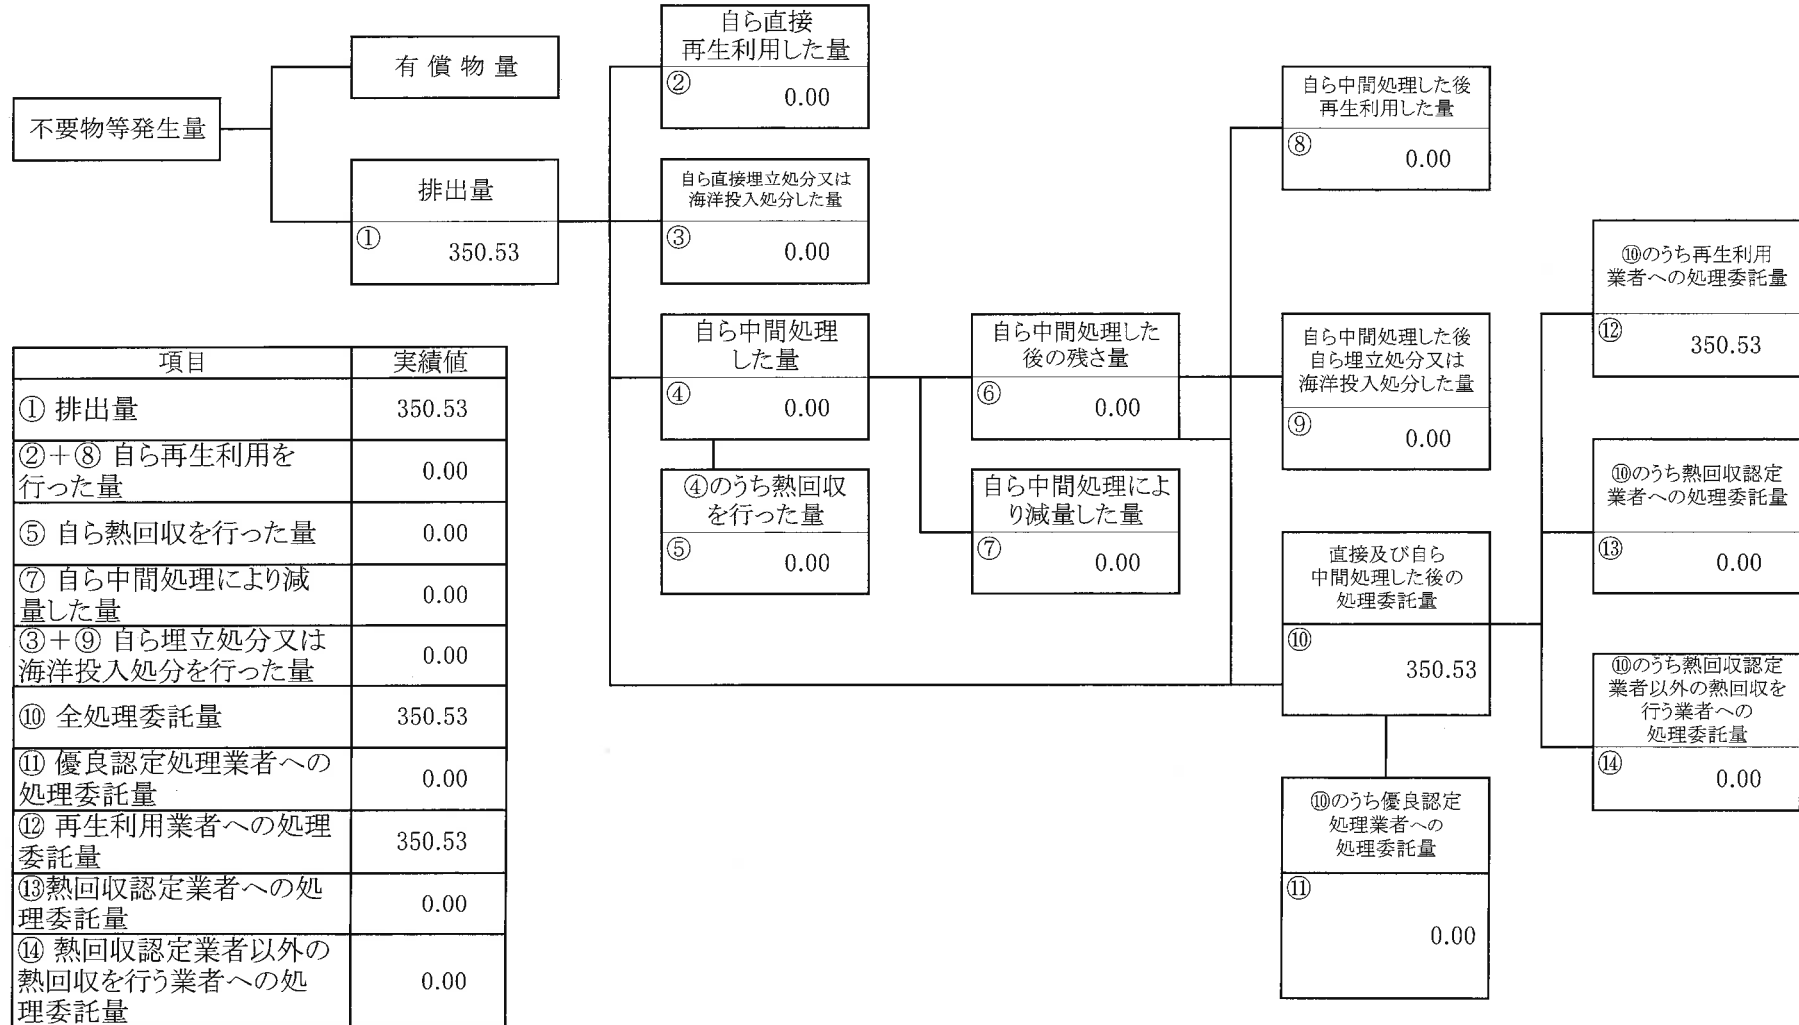 不要物等発生量
有 償 物 量
排出量
①
350.53
自ら直接
再生利用した量
②
0.00
自ら直接埋立処分又は
海洋投入処分した量
③
0.00
自ら中間処理
した量
④
0.00
④のうち熱回収
を行った量
⑤
0.00
自ら中間処理した
後の残さ量
⑥
0.00
自ら中間処理によ
り減量した量
⑦
0.00
自ら中間処理した後
再生利用した量
⑧
0.00
自ら中間処理した後
自ら埋立処分又は
海洋投入処分した量
⑨
0.00
直接及び自ら
中間処理した後の
処理委託量
⑩
350.53
⑩のうち優良認定
処理業者への
処理委託量
⑪
0.00
⑩のうち再生利用
業者への処理委託量
⑫
350.53
⑩のうち熱回収認定
業者への処理委託量
⑬
0.00
⑩のうち熱回収認定
業者以外の熱回収を
行う業者への
処理委託量
⑭
0.00
項目 実績値
① 排出量 350.53
②＋⑧ 自ら再生利用を
行った量 0.00
⑤ 自ら熱回収を行った量 0.00
⑦ 自ら中間処理により減
量した量 0.00
③＋⑨ 自ら埋立処分又は
海洋投入処分を行った量 0.00
⑩ 全処理委託量 350.53
⑪ 優良認定処理業者への
処理委託量 0.00
⑫ 再生利用業者への処理
委託量 350.53
⑬熱回収認定業者への処
理委託量 0.00
⑭ 熱回収認定業者以外の
熱回収を行う業者への処
理委託量 0.00